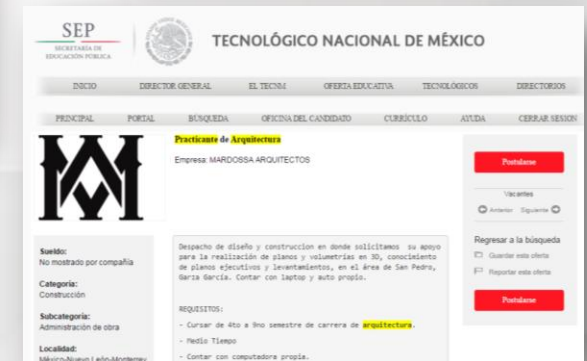 SEP
SECRETARÍA DE
EDUCACIÓN PÚBLICA
TECNOLÓGICO NACIONAL DE MÉXICO
INICIO DIRECTOR GENERAL EL TECNM OFERTA EDUCATIVA TECNOLÓGICOS DIRECTORIOS
PRINCIPAL PORTAL BÚSQUEDA OFICINA DEL CANDIDATO CURRÍCULO AYUDA CERRAR SESION
Practicante de Arquitectura
Empresa: MARDOSSA ARQUITECTOS
Postularse
Vacantes
Anterior Siguiente
Regresar a la búsqueda
Guardar esta oferta
Reportar esta oferta
Postularse
Sueldo:
No mostrado por compañía
Categoría:
Construcción
Subcategoría:
Administración de obra
Localidad:
México-Nuevo León-Monterrey
Despacho de diseño y construccion en donde solicitamos su apoyo
para la realización de planos y volumetrías en 3D, conocimiento
de planos ejecutivos y levantamientos, en el área de San Pedro,
Garza García. Contar con laptop y auto propio.
REQUISITOS:
- Cursar de 4to a 9no semestre de carrera de arquitectura.
- Medio Tiempo
- Contar con computadora propia.